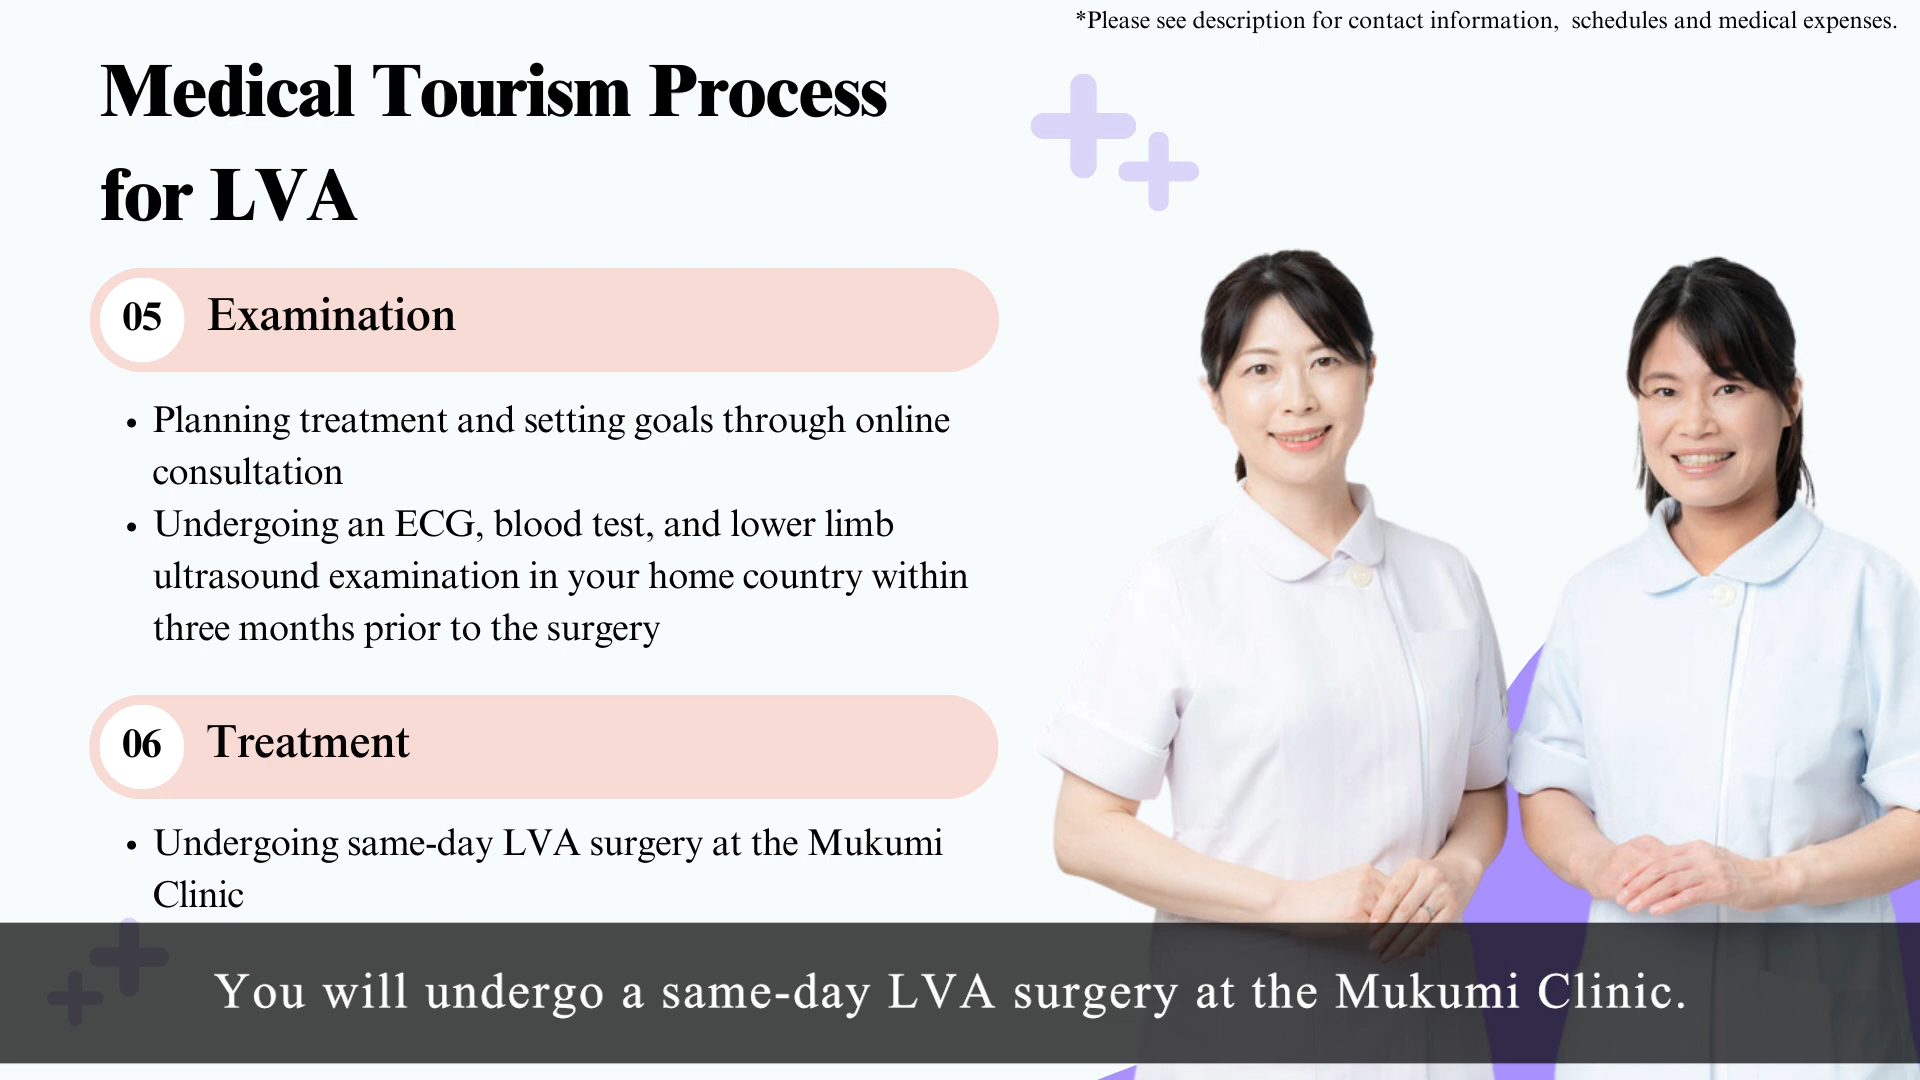 *Please see description for contact information,  schedules and medical expenses.
Medical Tourism Process
for LVA
05 Examination
• Planning treatment and setting goals through online
consultation
• Undergoing an ECG, blood test, and lower limb
ultrasound examination in your home country within
three months prior to the surgery
06 Treatment
• Undergoing same-day LVA surgery at the Mukumi
Clinic
You will undergo a same-day LVA surgery at the Mukumi Clinic.